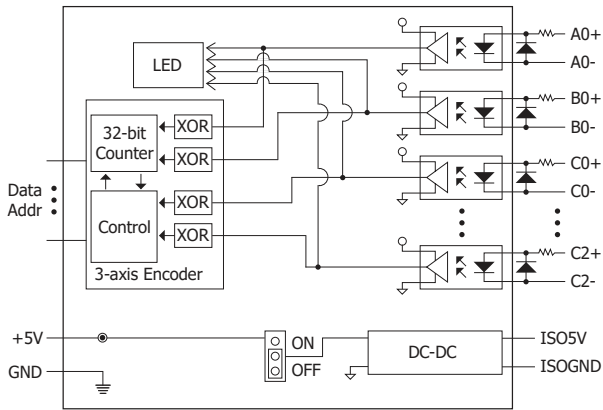 A0+
LED
A0-
B0+
32-bit
Counter
XOR
B0-
XOR
C0+
Data
Addr
C0-
Control
XOR
XOR
C2+
3-axis Encoder
C2-
+5V
ON
DC-DC
ISO5V
GND
OFF
ISOGND